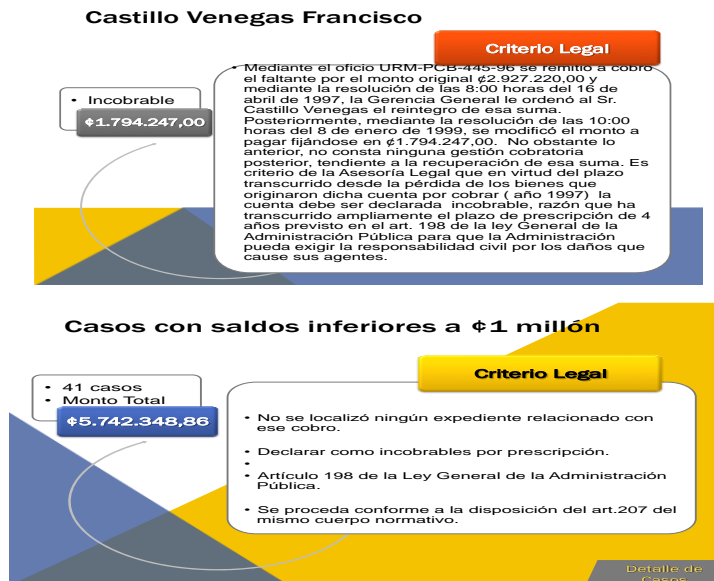 Castillo Venegas Francisco
Criterio Legal
• Incobrable
¢1.794.247,00
• Mediante el oficio URM-PCB-445-96 se remitió a cobro
el faltante por el monto original ¢2.927.220,00 y
mediante la resolución de las 8:00 horas del 16 de
abril de 1997, la Gerencia General le ordenó al Sr.
Castillo Venegas el reintegro de esa suma.
Posteriormente, mediante la resolución de las 10:00
horas del 8 de enero de 1999, se modificó el monto a
pagar fijándose en ¢1.794.247,00.  No obstante lo
anterior, no consta ninguna gestión cobratoria
posterior, tendiente a la recuperación de esa suma. Es
criterio de la Asesoría Legal que en virtud del plazo
transcurrido desde la pérdida de los bienes que
originaron dicha cuenta por cobrar ( año 1997)  la
cuenta debe ser declarada  incobrable, razón que ha
transcurrido ampliamente el plazo de prescripción de 4
años previsto en el art. 198 de la ley General de la
Administración Pública para que la Administración
pueda exigir la responsabilidad civil por los daños que
cause sus agentes.
Casos con saldos inferiores a ¢1 millón
Criterio Legal
• 41 casos
• Monto Total
¢5.742.348,86
• No se localizó ningún expediente relacionado con
ese cobro.
• Declarar como incobrables por prescripción.
•
• Artículo 198 de la Ley General de la Administración
Pública.
• Se proceda conforme a la disposición del art.207 del
mismo cuerpo normativo.
Detalle de
Casos